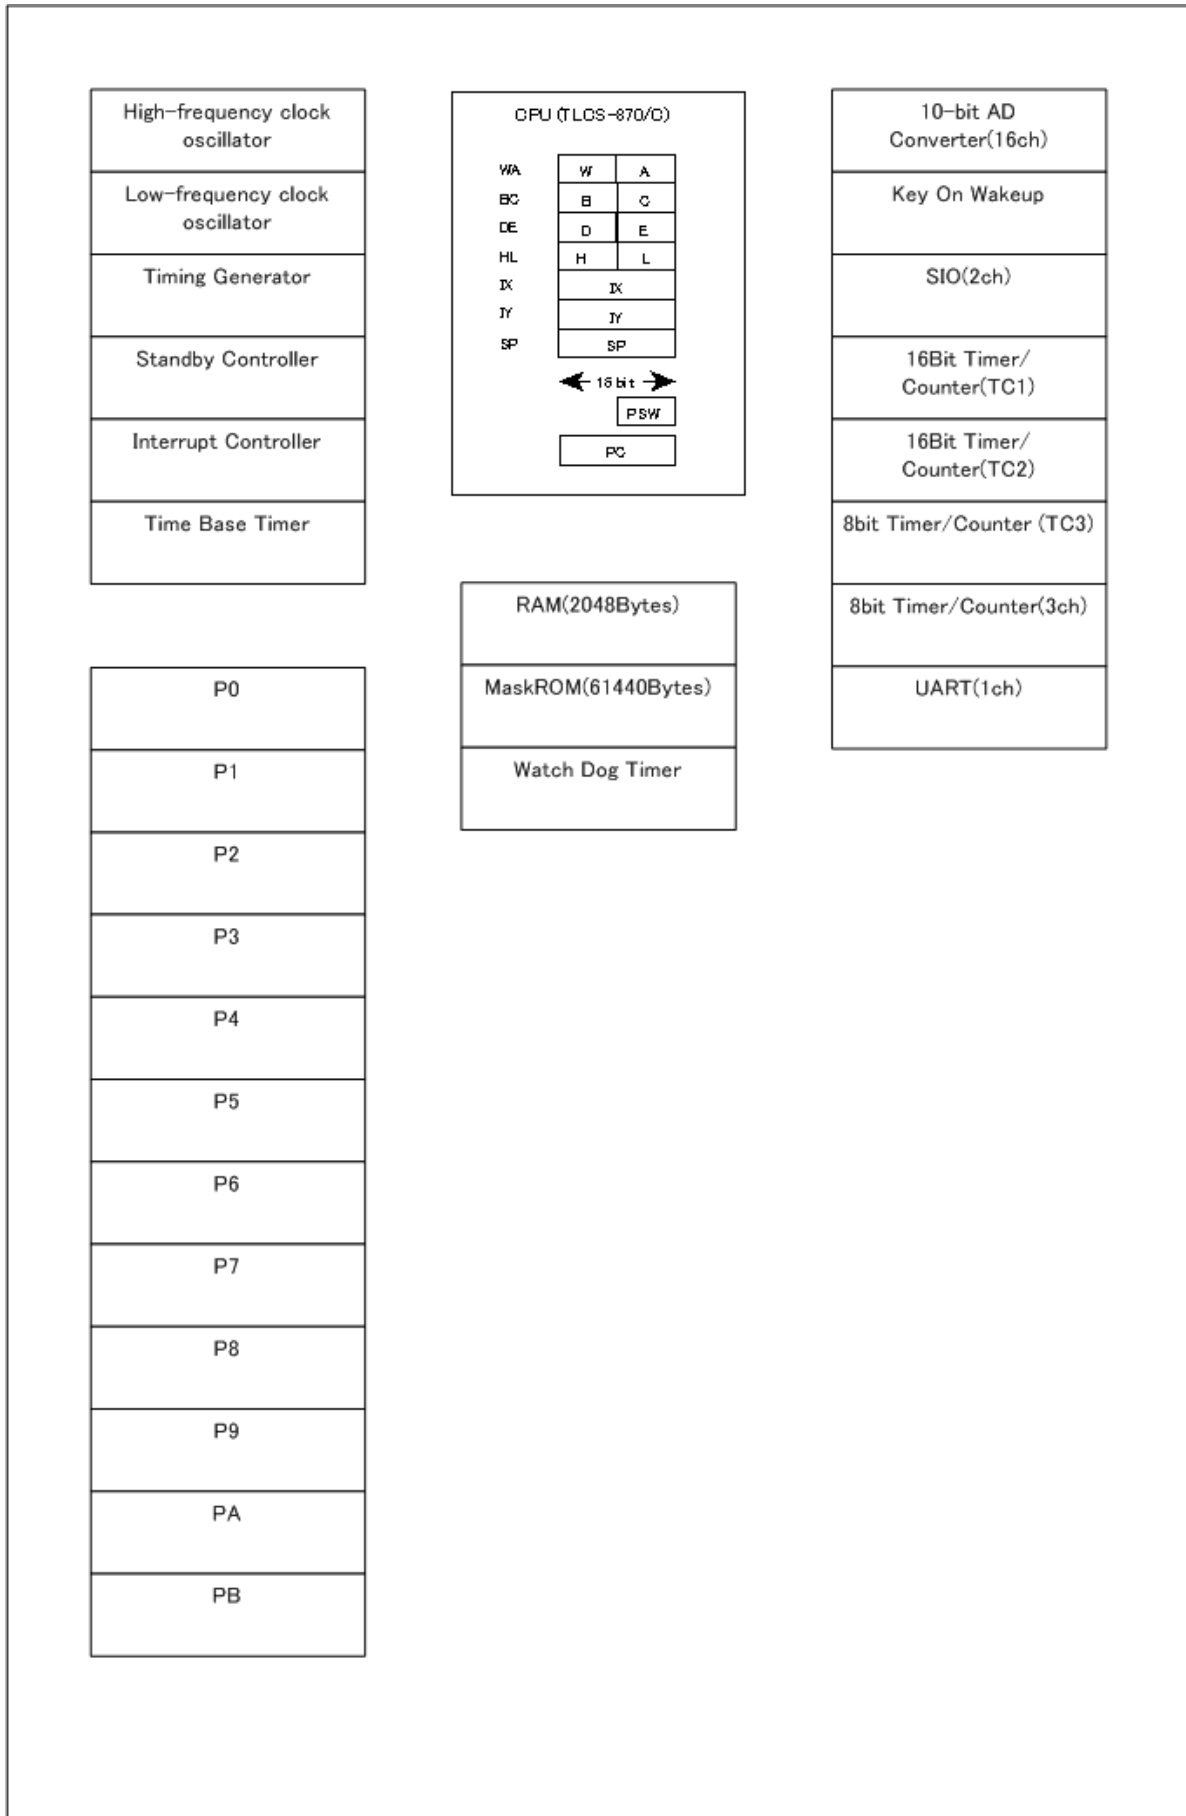 High-frequency clock
oscillator
Low-frequency clock
oscillator
Timing Generator
Standby Controller
Interrupt Controller
Time Base Timer
P0
P1
P2
P3
P4
P5
P6
P7
P8
P9
PA
PB
CPU (TLCS-870/C)
WA W A
BC B C
DE D E
HL H L
IX IX
IY IY
SP SP
16 bit
PSW
PC
RAM(2048Bytes)
MaskROM(61440Bytes)
Watch Dog Timer
10-bit AD
Converter(16ch)
Key On Wakeup
SIO(2ch)
16Bit Timer/
Counter(TC1)
16Bit Timer/
Counter(TC2)
8bit Timer/Counter (TC3)
8bit Timer/Counter(3ch)
UART(1ch)